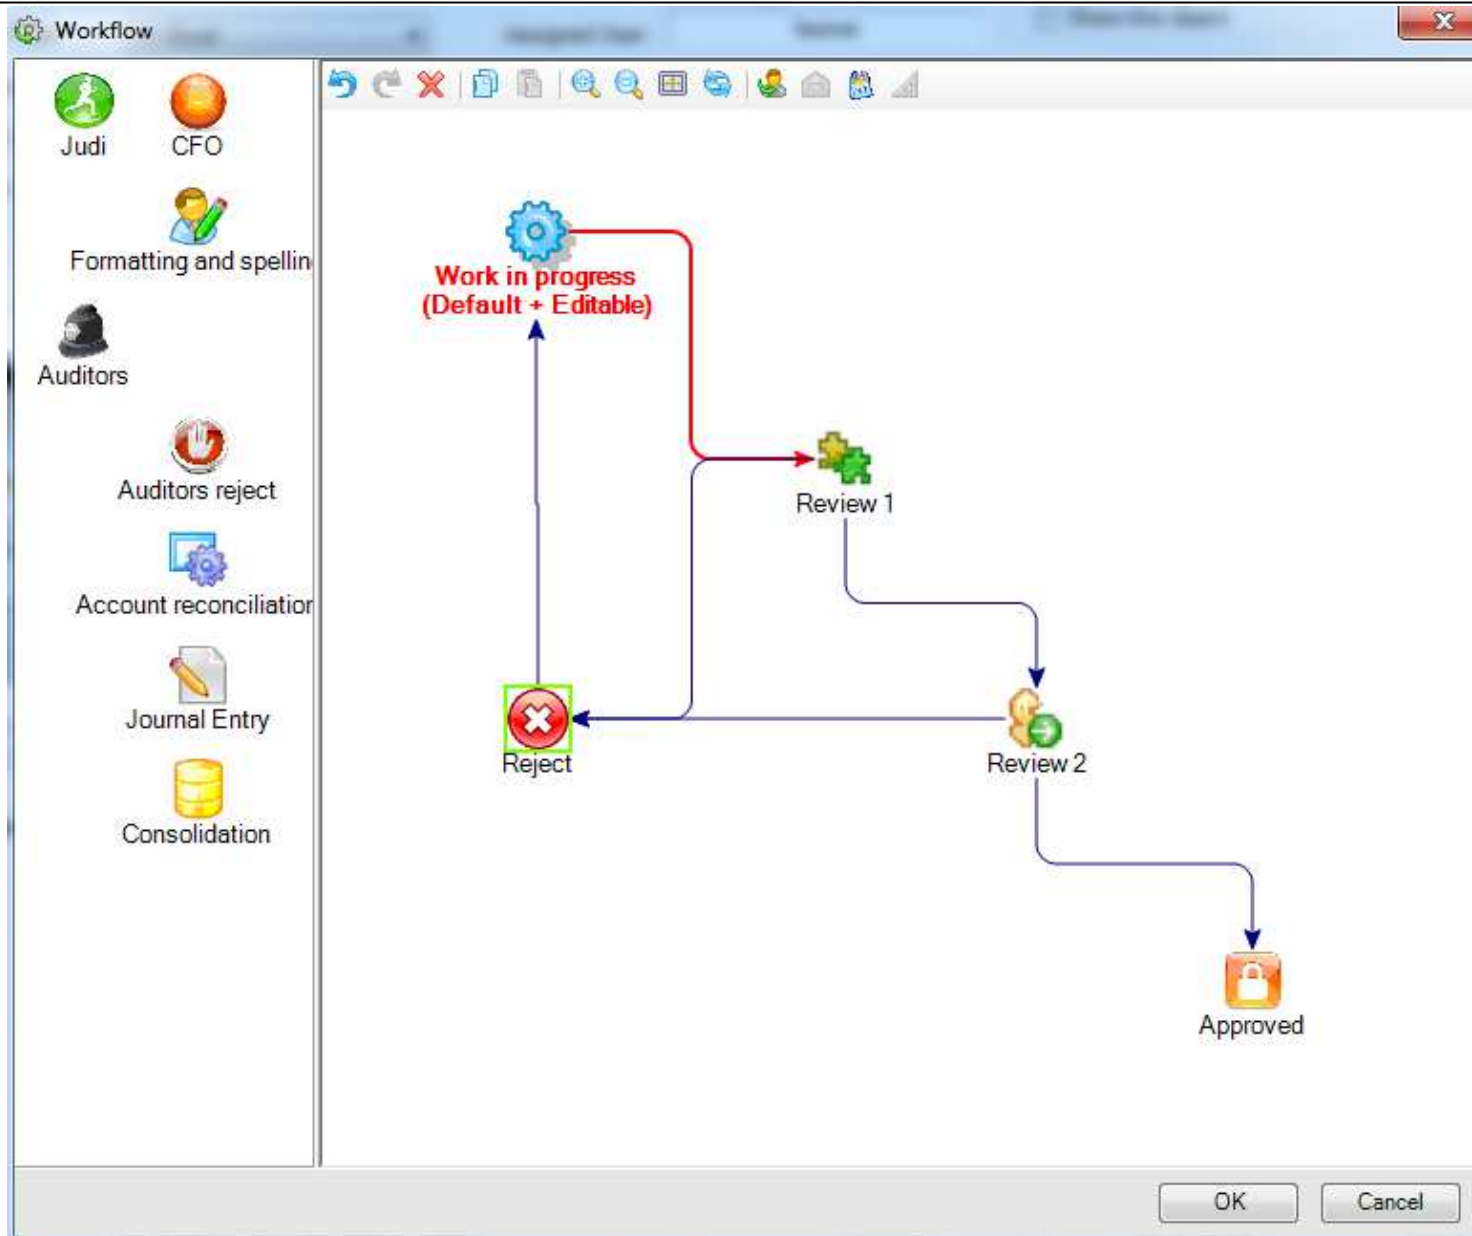 Workflow
Judi
CFO
Formatting and spellin
Auditors
Auditors reject
Account reconciliation
Journal Entry
Consolidation
Work in progress
(Default + Editable)
Review 1
Reject
Review 2
Approved
OK
Cancel